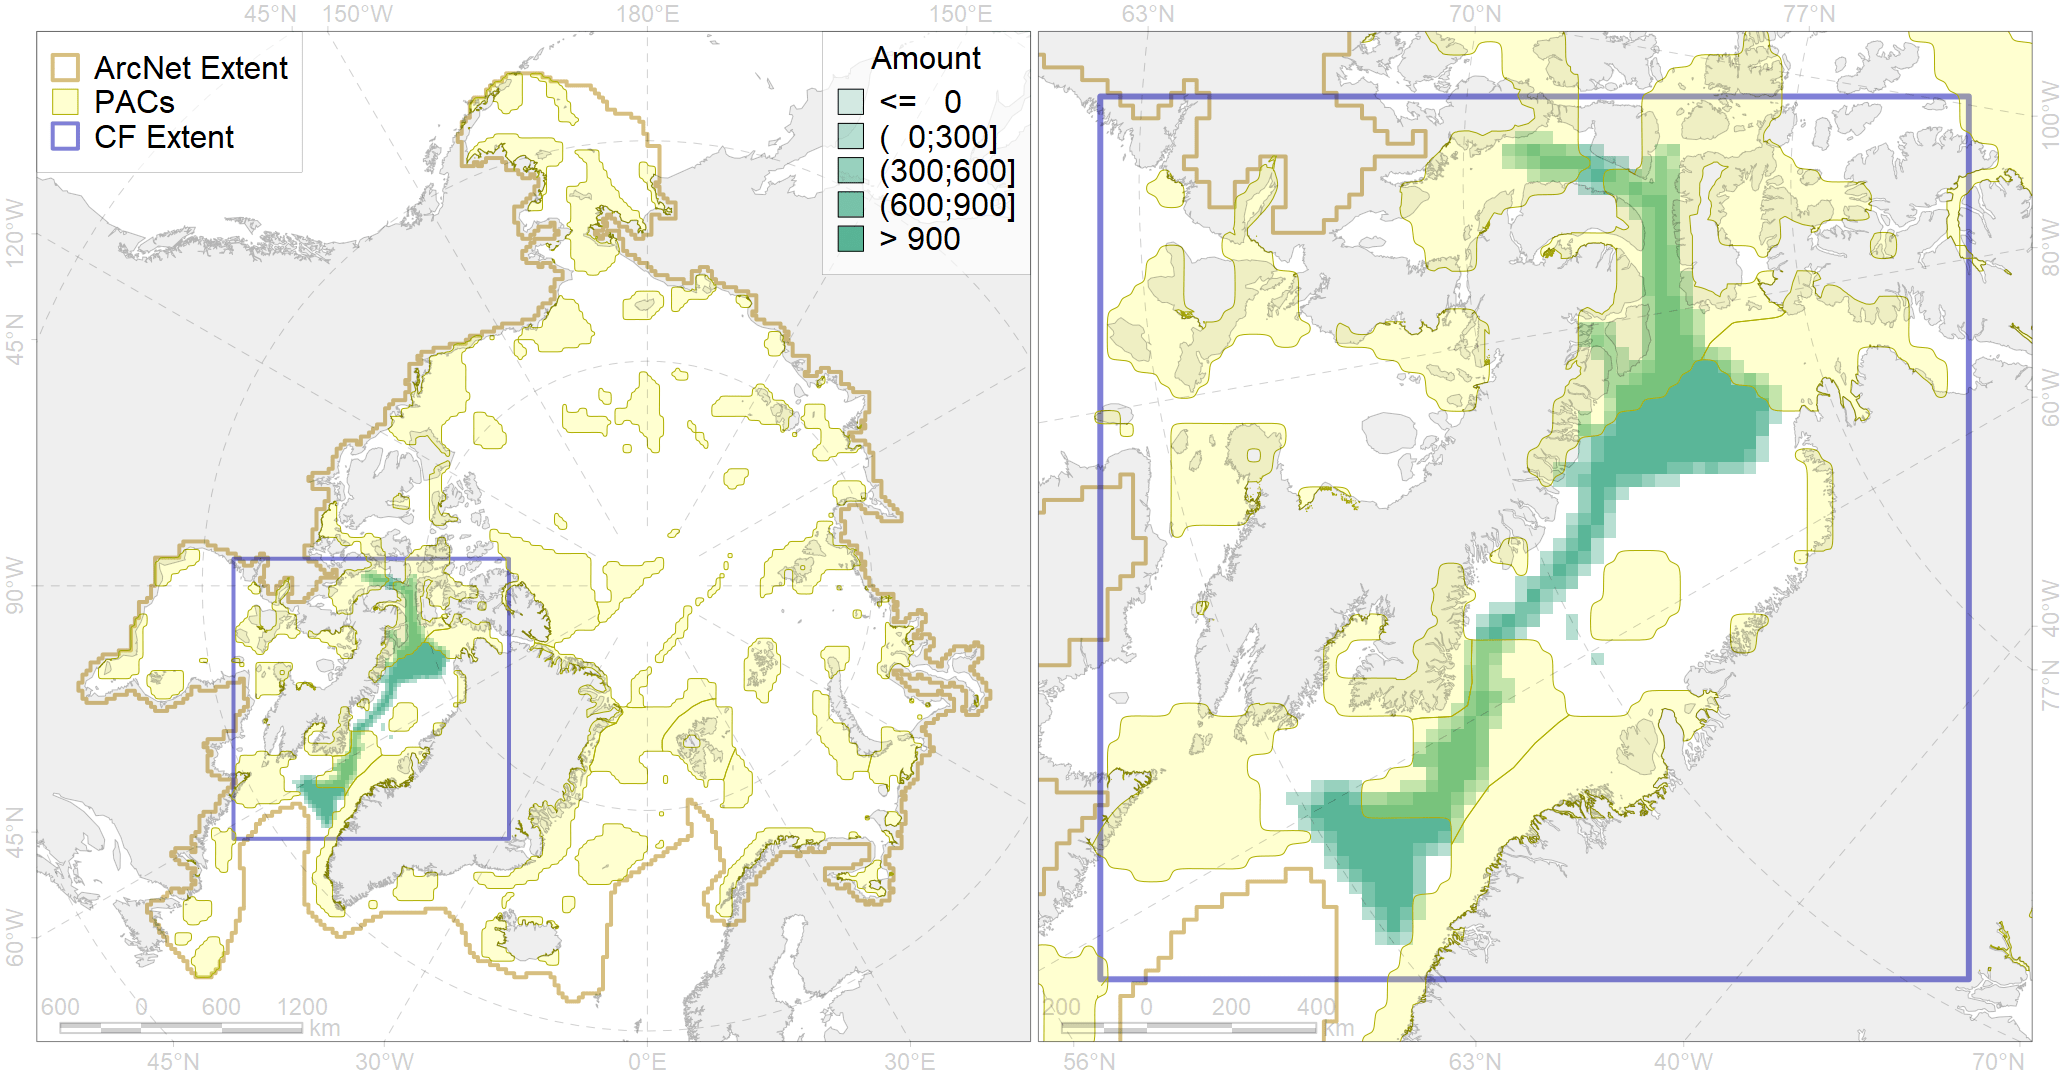 45°N 150°W 180°E 150°E 63°N 70°N 77°N
ArcNet Extent
PACs
CF Extent
Amount
<= 0
( 0;300]
(300;600]
(600;900]
> 900
120°W
45°N
90°W
45°N
60°W
100°W
80°W
60°W
40°W
77°N
600 0 600 1200
km
200 0 200 400
km
45°N 30°W 0°E 30°E 56°N 63°N 40°W 70°N